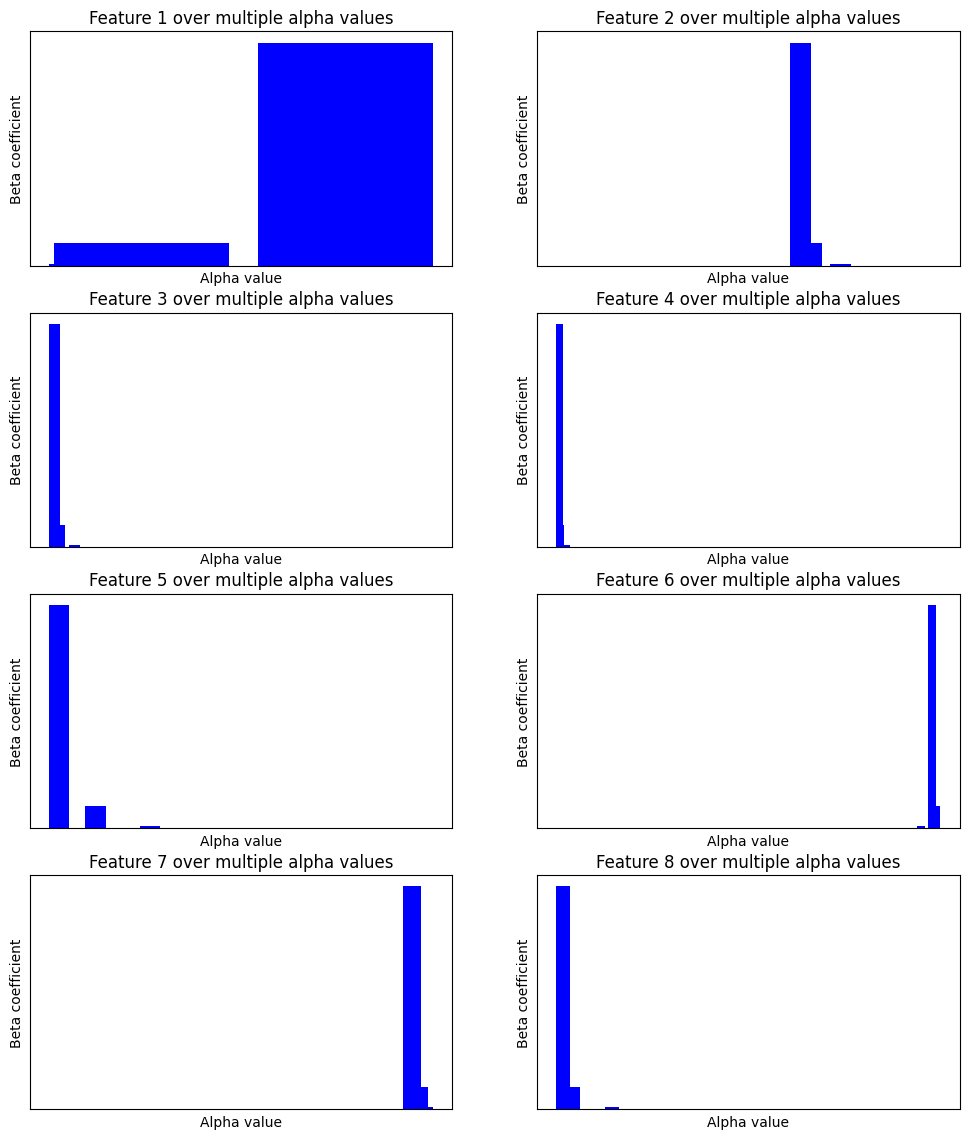 Feature 1 over multiple alpha values
Beta coefficient
Alpha value
Feature 2 over multiple alpha values
Beta coefficient
Alpha value
Feature 3 over multiple alpha values
Beta coefficient
Alpha value
Feature 4 over multiple alpha values
Beta coefficient
Alpha value
Feature 5 over multiple alpha values
Beta coefficient
Alpha value
Feature 6 over multiple alpha values
Beta coefficient
Alpha value
Feature 7 over multiple alpha values
Beta coefficient
Alpha value
Feature 8 over multiple alpha values
Beta coefficient
Alpha value